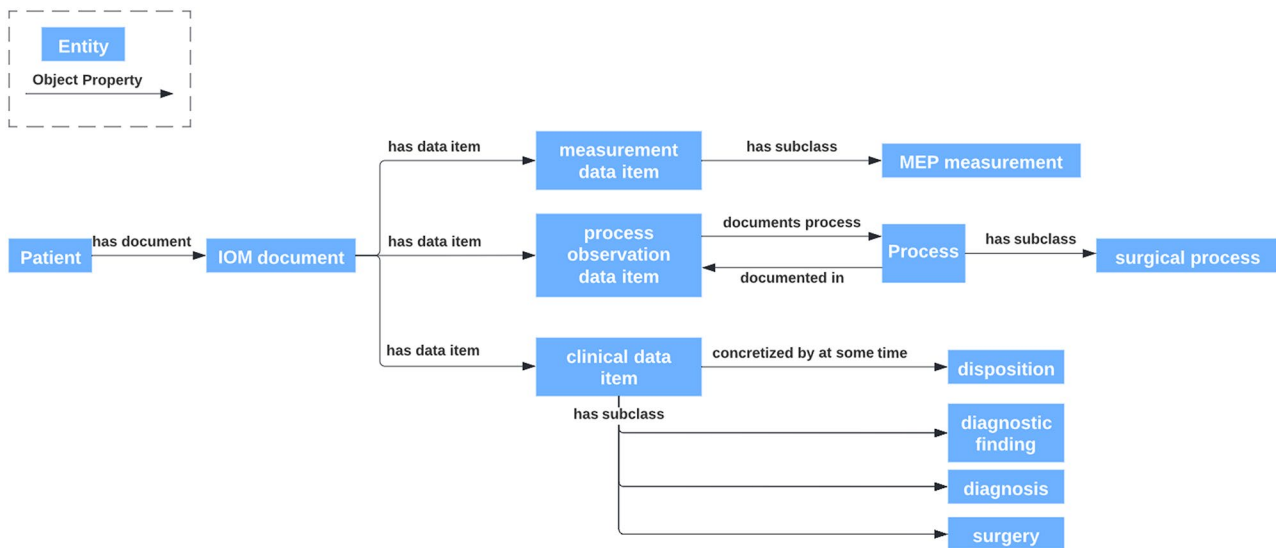 Entity
Object Property
has data item
measurement
data item
has subclass
MEP measurement
Patient
has document
IOM document
has data item
process
observation
data item
documents process
documented in
Process
has subclass
surgical process
has data item
clinical data
item
concretized by at some time
disposition
has subclass
diagnostic
finding
diagnosis
surgery